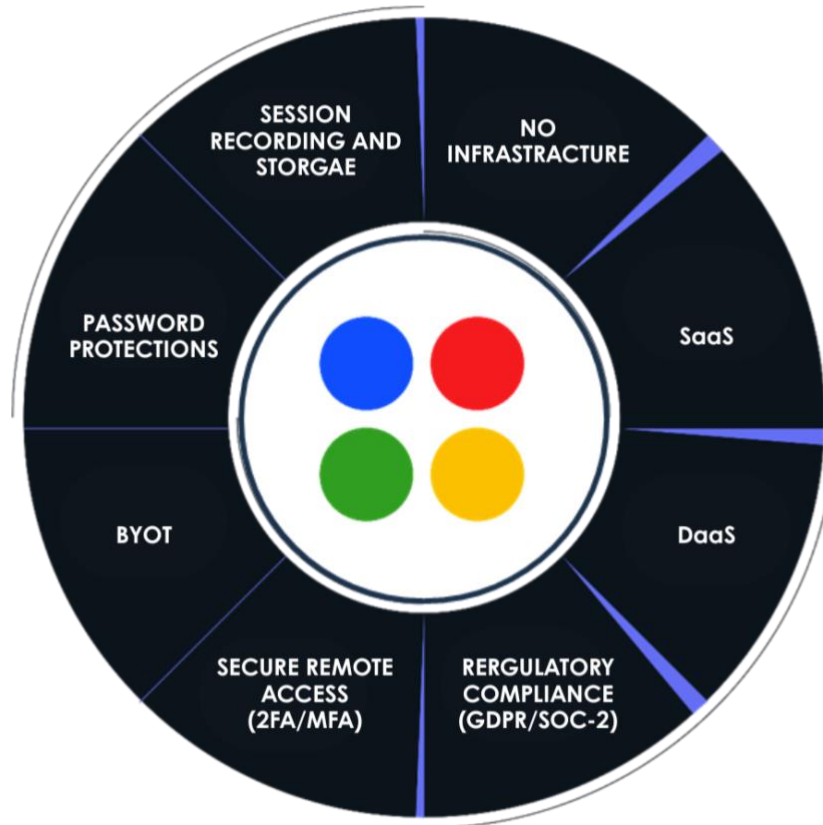 SESSION
RECORDING AND
STORGAE
NO
INFRASTRACTURE
SaaS
DaaS
RERGULATORY
COMPLIANCE
(GDPR/SOC-2)
SECURE REMOTE
ACCESS
(2FA/MFA)
BYOT
PASSWORD
PROTECTIONS